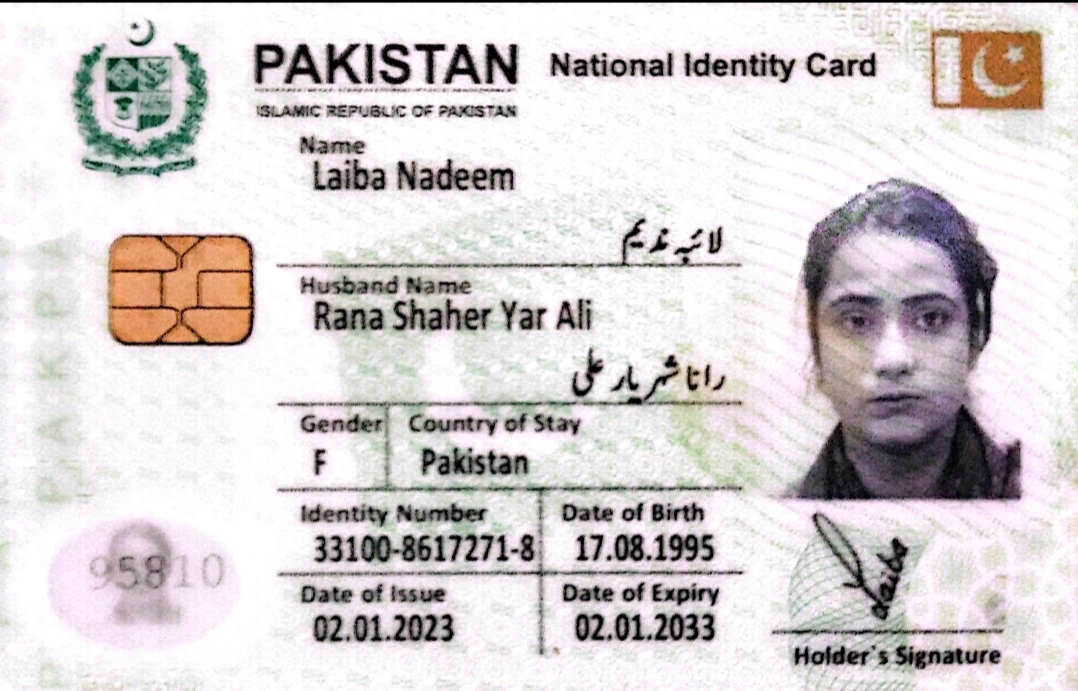 PAKISTAN National Identity Card
ISLAMIC REPUBLIC OF PAKISTAN
Name
Laiba Nadeem
لائبہ ندیم
Husband Name
Rana Shaher Yar Ali
رانا شہر یار علی
Gender Country of Stay
F Pakistan
Identity Number Date of Birth
33100-8617271-8 17.08.1995
Date of Issue Date of Expiry
02.01.2023 02.01.2033
95810
Laiba
Holder`s Signature